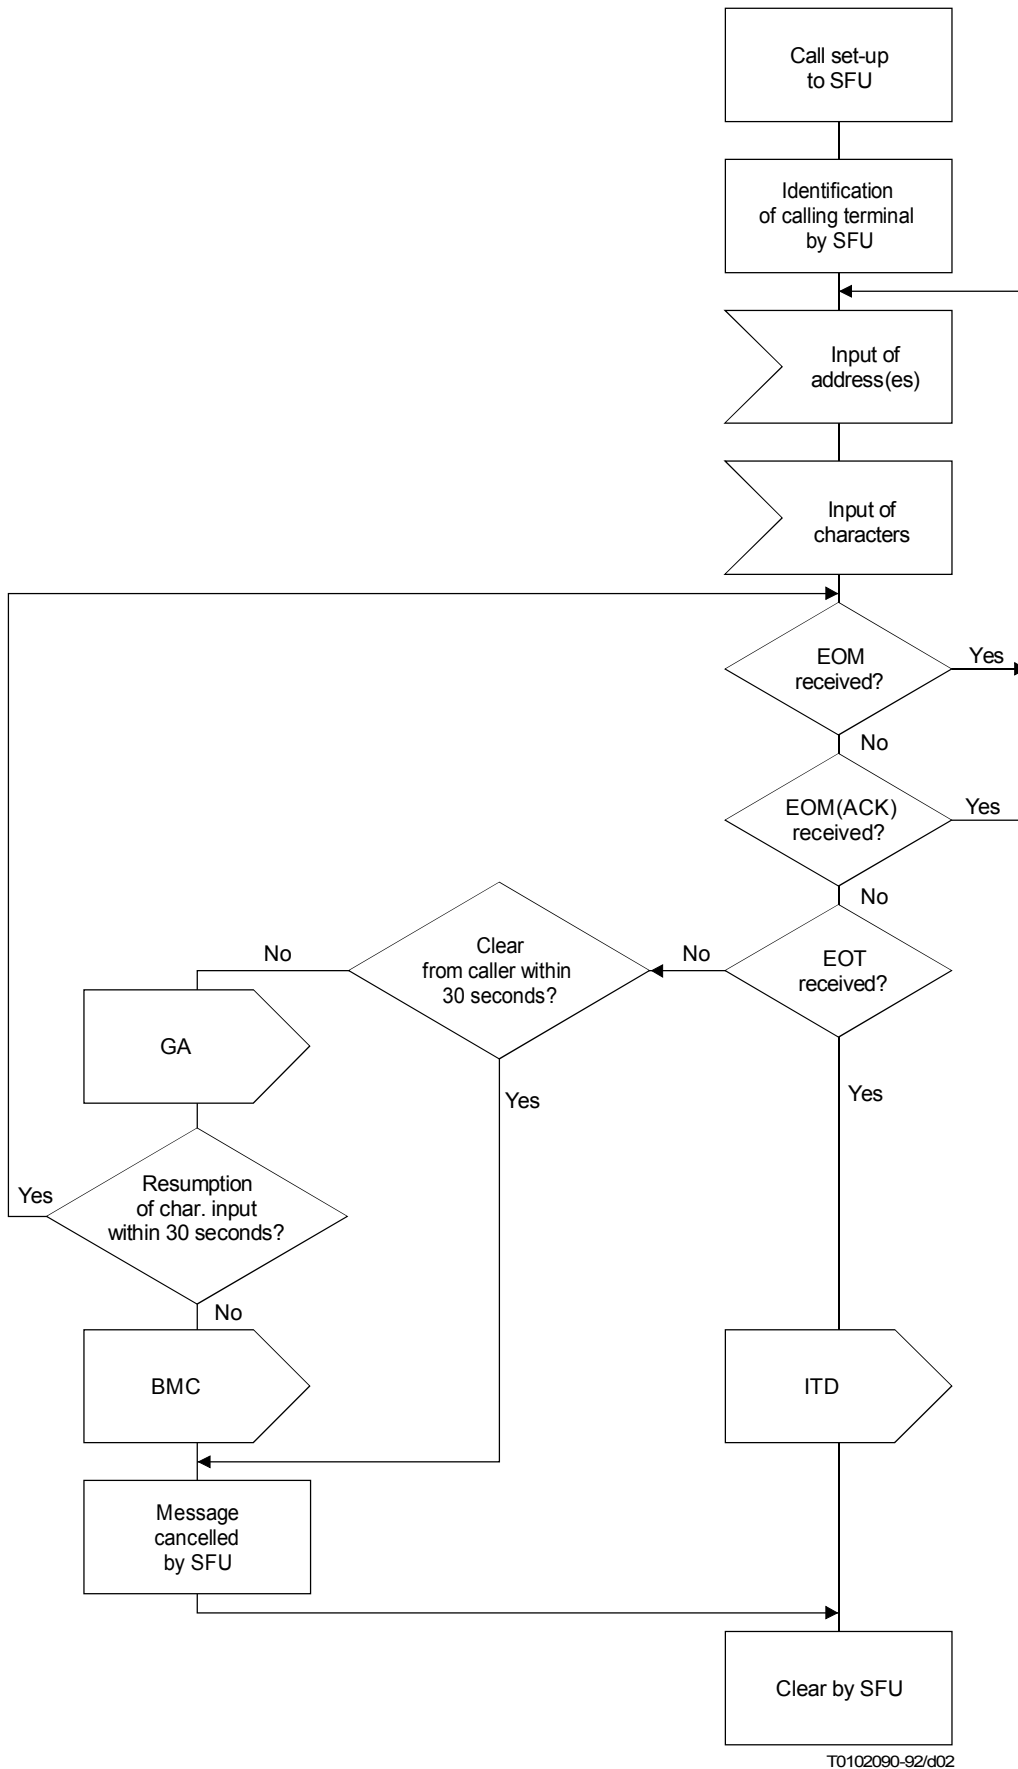 Call set-up
to SFU
Identification
of calling terminal
by SFU
Input of
address(es)
Input of
characters
EOM
received?
Yes
No
EOM(ACK)
received?
Yes
No
EOT
received?
No
Clear
from caller within
30 seconds?
No
GA
Yes
Yes
Resumption
of char. input
within 30 seconds?
Yes
No
BMC
ITD
Message
cancelled
by SFU
Clear by SFU
T0102090-92/d02